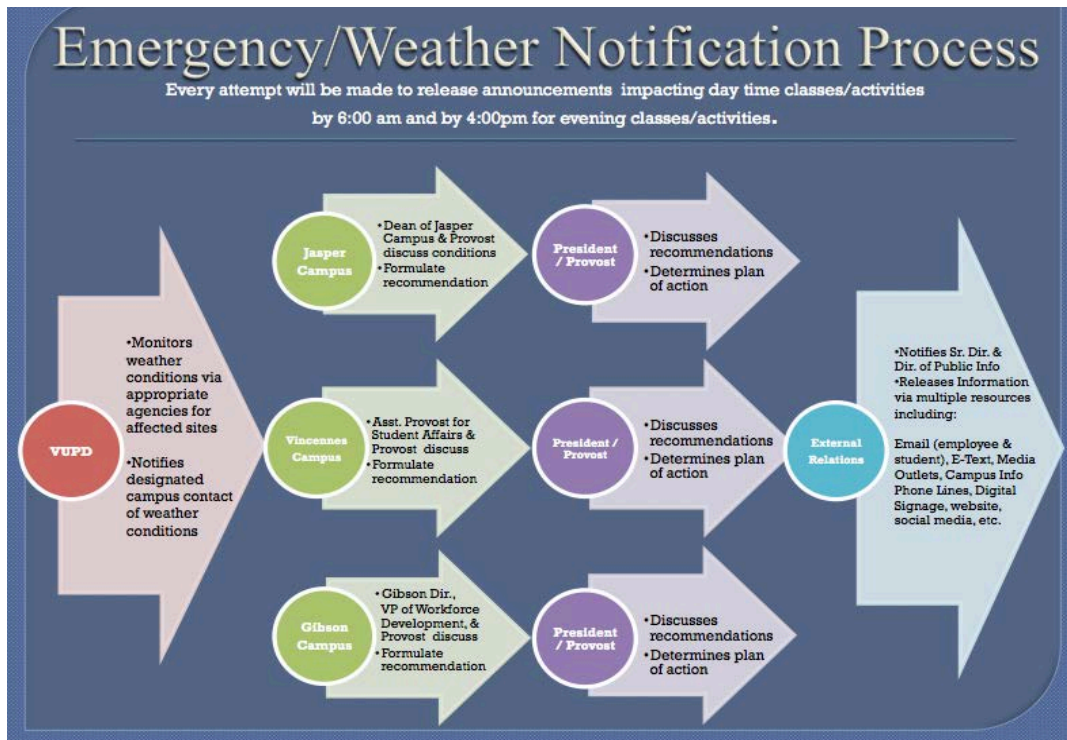 Emergency/Weather Notification Process
Every attempt will be made to release announcements impacting day time classes/activities
by 6:00 am and by 4:00pm for evening classes/activities.
VUPD
•Monitors
weather
conditions via
appropriate
agencies for
affected sites
•Notifies
designated
campus contact
of weather
conditions
Jasper
Campus
•Dean of Jasper
Campus & Provost
discuss conditions
•Formulate
recommendation
President
/ Provost
•Discusses
recommendations
•Determines plan
of action
Vincennes
Campus
•Asst. Provost for
Student Affairs &
Provost discuss
•Formulate
recommendation
President /
Provost
•Discusses
recommendations
•Determines plan
of action
Gibson
Campus
•Gibson Dir.,
VP of Workforce
Development, &
Provost discuss
•Formulate
recommendation
President
/ Provost
•Discusses
recommendations
•Determines plan
of action
External
Relations
•Notifies Sr. Dir. &
Dir. of Public Info
•Releases Information
via multiple resources
including:
Email (employee &
student), E-Text, Media
Outlets, Campus Info
Phone Lines, Digital
Signage, website,
social media, etc.